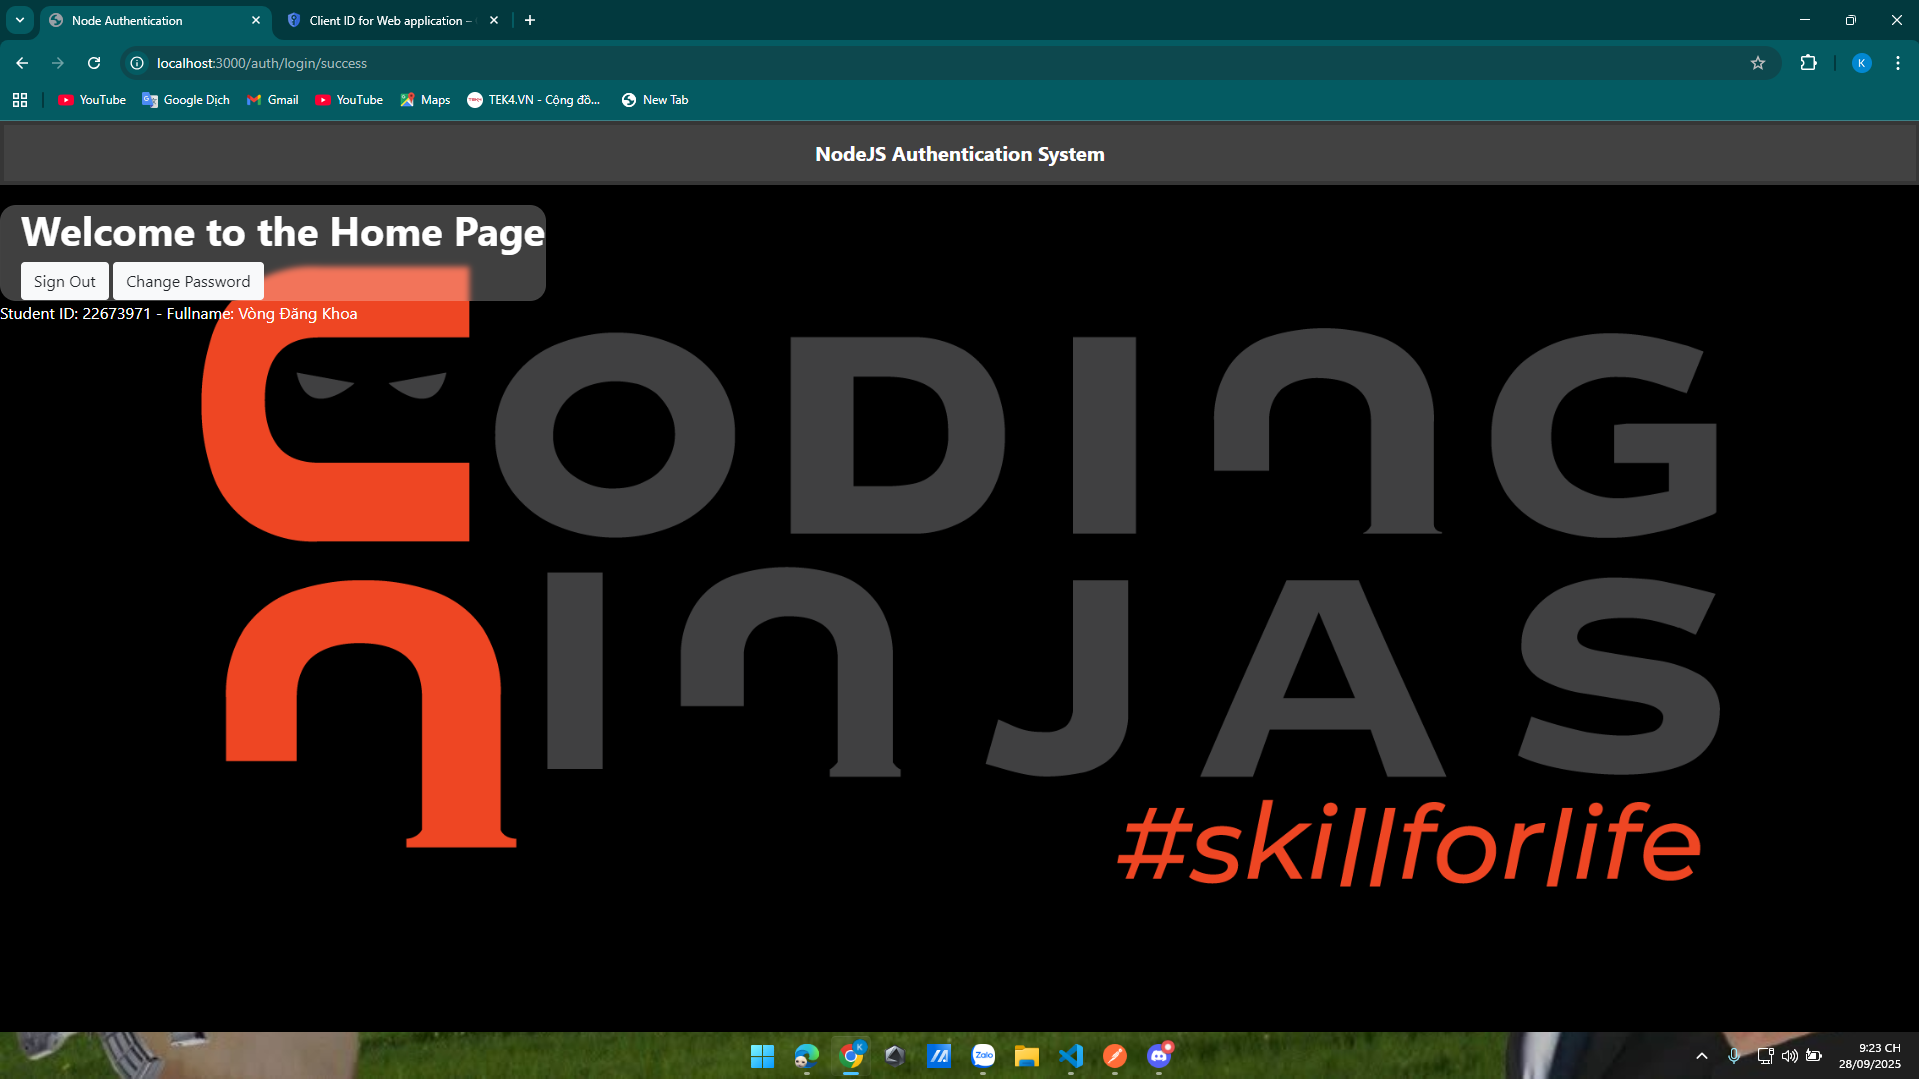 Node Authentication
Client ID for Web application –
localhost:3000/auth/login/success
K
YouTube
Google Dịch
Gmail
YouTube
Maps
TEK4.VN - Cộng đồ...
New Tab
NodeJS Authentication System
Welcome to the Home Page
Sign Out
Change Password
Student ID: 22673971 - Fullname: Vòng Đăng Khoa
CODING
NINJAS
#skillforlife
K
Zalo
9:23 CH
28/09/2025